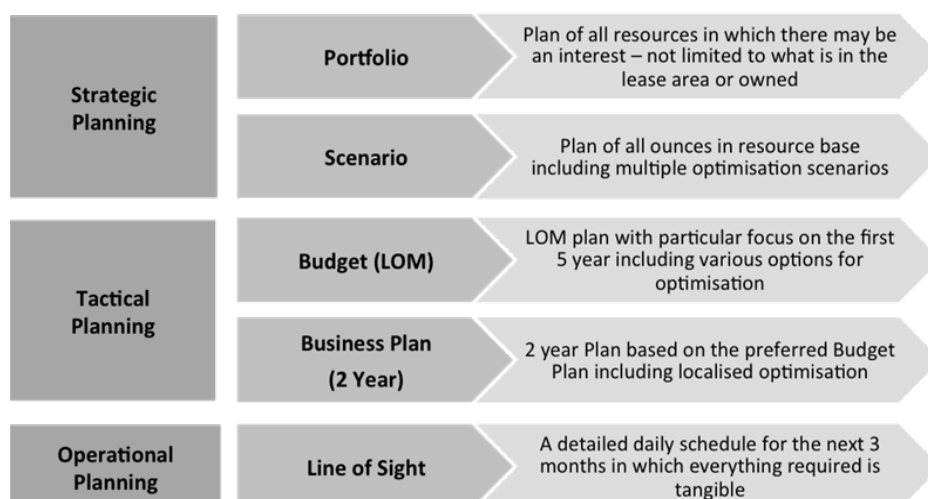 Strategic
Planning
Portfolio
Plan of all resources in which there may be
an interest – not limited to what is in the
lease area or owned
Scenario
Plan of all ounces in resource base
including multiple optimisation scenarios
Tactical
Planning
Budget (LOM)
LOM plan with particular focus on the first
5 year including various options for
optimisation
Business Plan
(2 Year)
2 year Plan based on the preferred Budget
Plan including localised optimisation
Operational
Planning
Line of Sight
A detailed daily schedule for the next 3
months in which everything required is
tangible